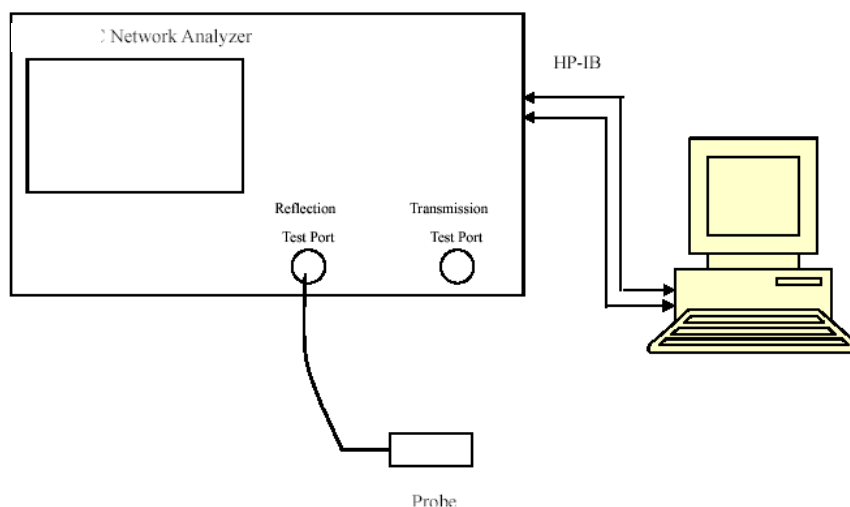 Network Analyzer
HP-IB
Reflection
Test Port
Transmission
Test Port
Probe